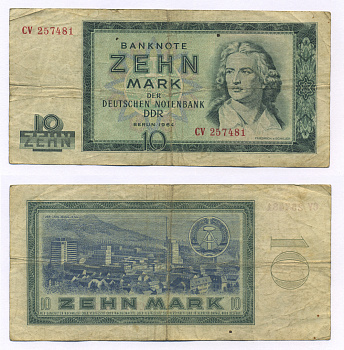 CV 257481
BANKNOTE
ZEHN
MARK
DER
DEUTSCHEN NOTENBANK
DDR
BERLIN 1964
10
ZEHN
10
CV 257481
10
10 ZEHN MARK 10